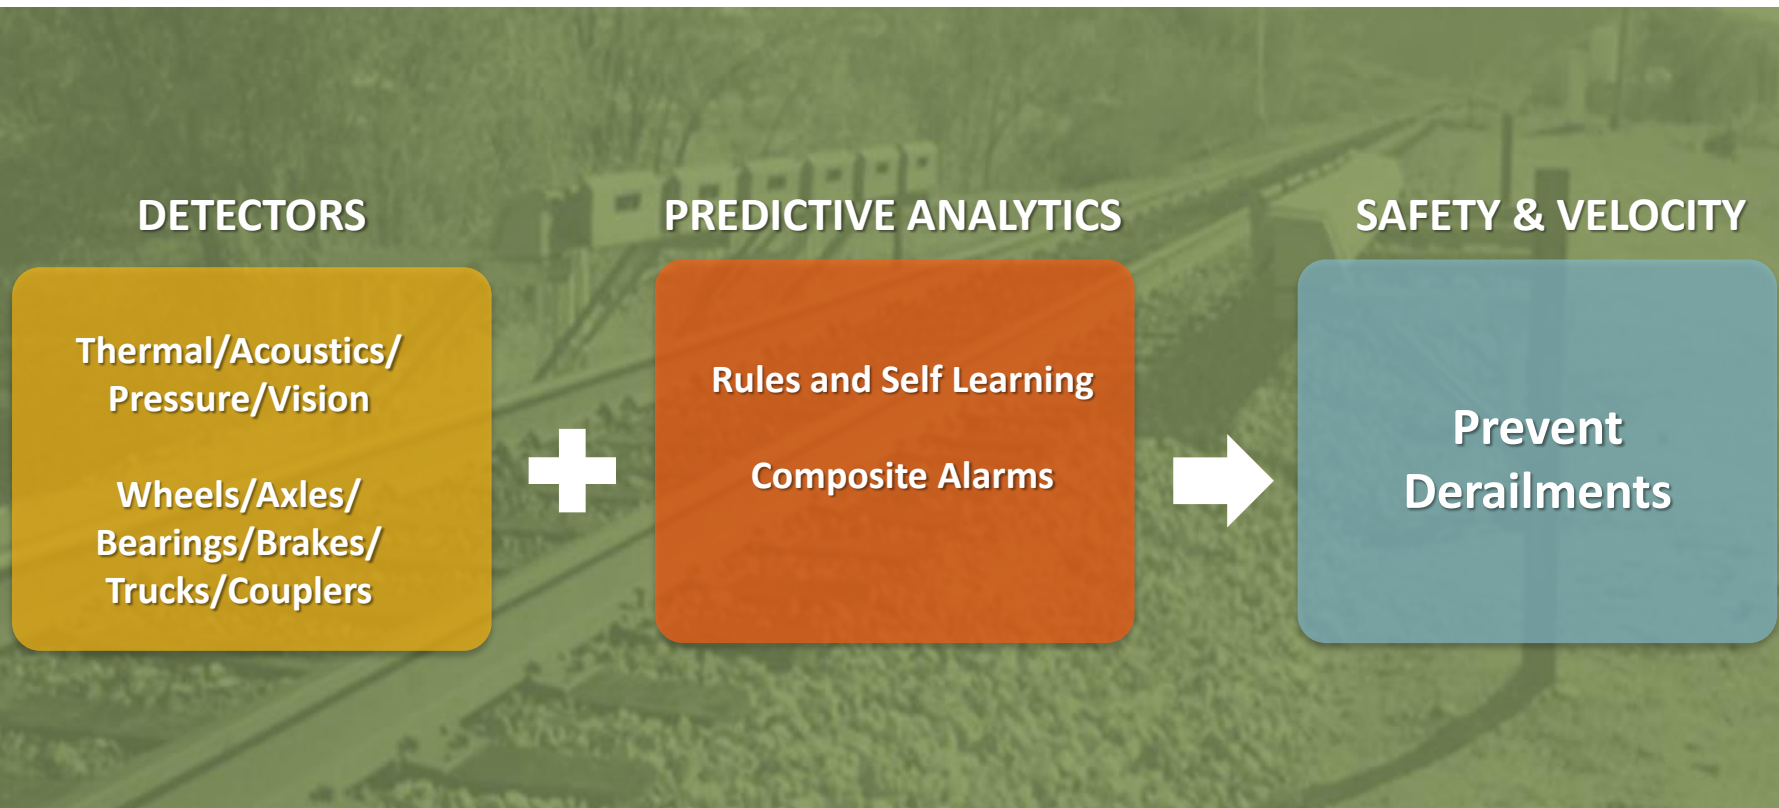 DETECTORS
Thermal/Acoustics/
Pressure/Vision
Wheels/Axles/
Bearings/Brakes/
Trucks/Couplers
PREDICTIVE ANALYTICS
Rules and Self Learning
Composite Alarms
SAFETY & VELOCITY
Prevent
Derailments